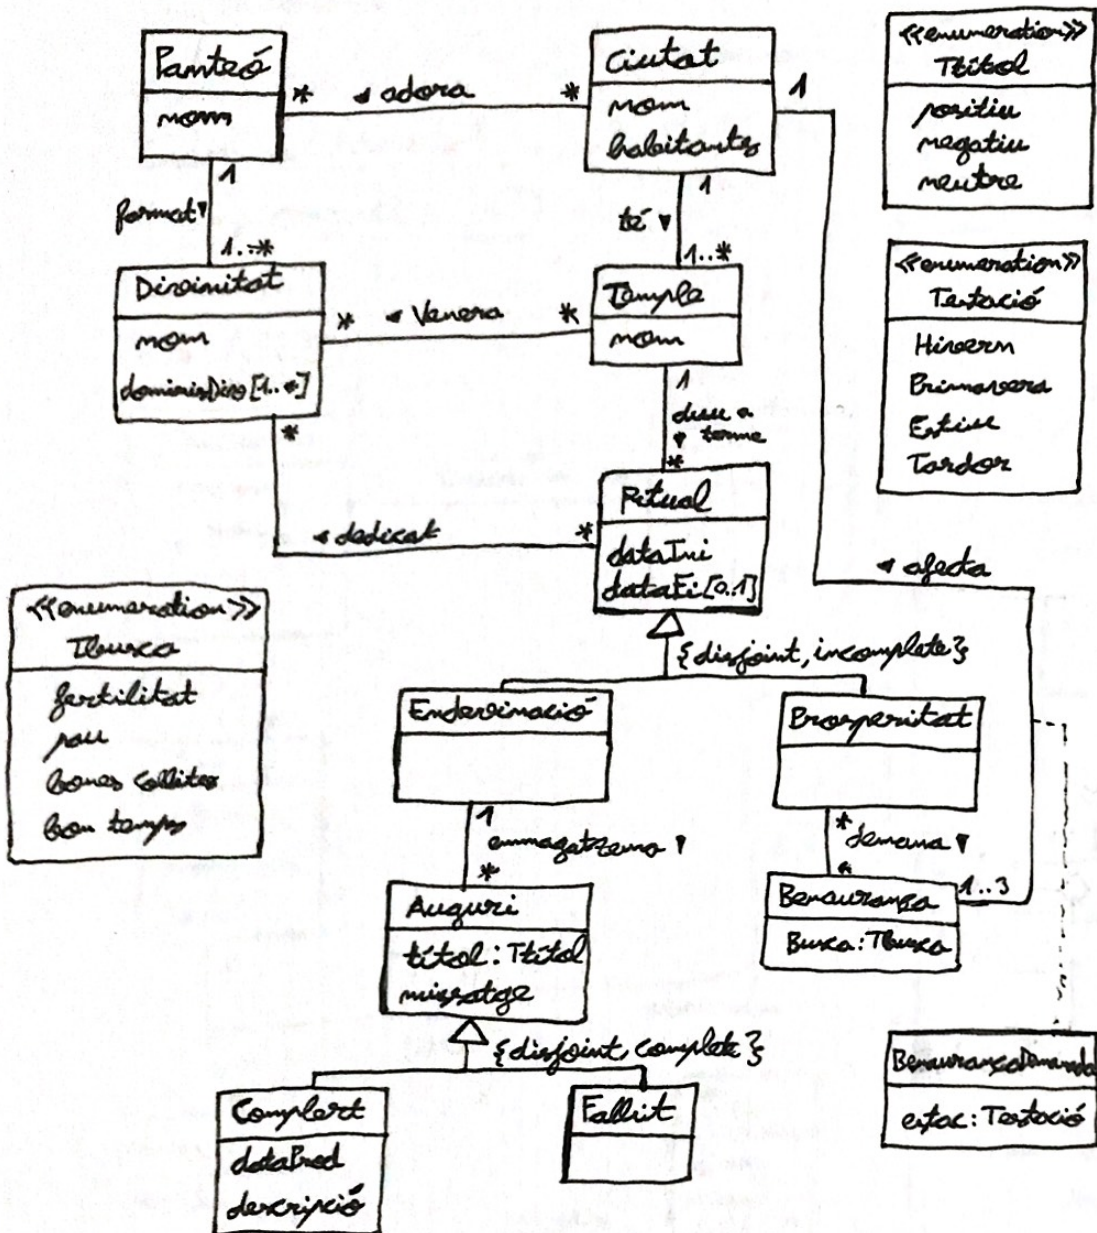 Panteó
nom
* ◂ adora *
Ciutat
nom
habitants
1
<<enumeration>>
Ttítol
positiu
negatiu
neutre
1
format ▾
1..*
1
té ▾
1..*
Divinitat
nom
dominisDiv [1..*]
* ◂ Venera *
Temple
nom
<<enumeration>>
Testació
Hivern
Primavera
Estiu
Tardor
1
duu a
▾ terme
*
*
◂ dedicat *
Ritual
dataIni
dataFi [0..1]
◂ afecta
<<enumeration>>
Tbusca
fertilitat
pau
bones collites
bon temps
{disjoint, incomplete}
Endevinació
Prosperitat
1
emmagatzema ▾
*
*
demana ▾
*
1..3
Auguri
títol: Ttítol
missatge
Benaurança
Busca: Tbusca
{disjoint, complete}
Complert
dataPred
descripció
Fallit
BenaurançaDemanda
estac: Testació